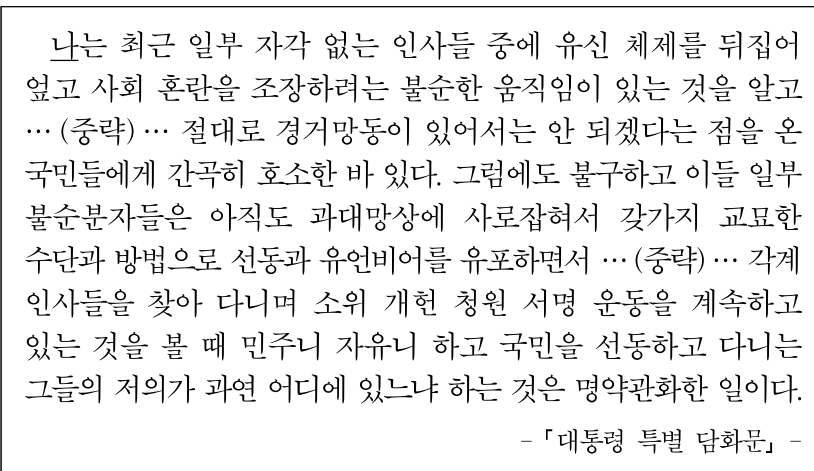 나는 최근 일부 자각 없는 인사들 중에 유신 체제를 뒤집어
엎고 사회 혼란을 조장하려는 불순한 움직임이 있는 것을 알고
… (중략) … 절대로 경거망동이 있어서는 안 되겠다는 점을 온
국민들에게 간곡히 호소한 바 있다. 그럼에도 불구하고 이들 일부
불순분자들은 아직도 과대망상에 사로잡혀서 갖가지 교묘한
수단과 방법으로 선동과 유언비어를 유포하면서 … (중략) … 각계
인사들을 찾아 다니며 소위 개헌 청원 서명 운동을 계속하고
있는 것을 볼 때 민주니 자유니 하고 국민을 선동하고 다니는
그들의 저의가 과연 어디에 있느냐 하는 것은 명약관화한 일이다.
-「대통령 특별 담화문」-